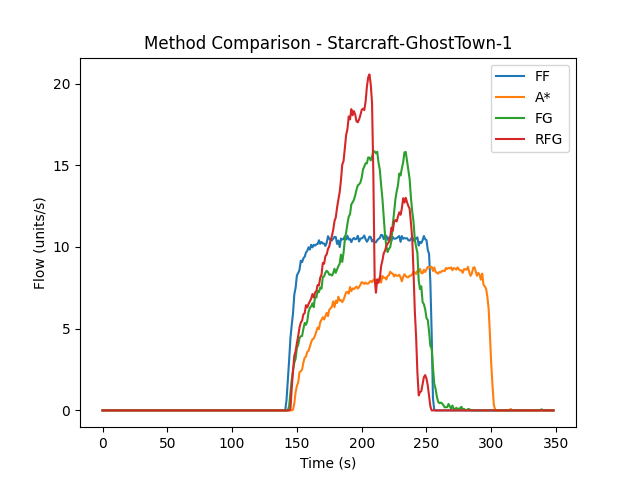 Method Comparison - Starcraft-GhostTown-1
FF
A*
FG
RFG
Flow (units/s)
20
15
10
5
0
0 50 100 150 200 250 300 350
Time (s)